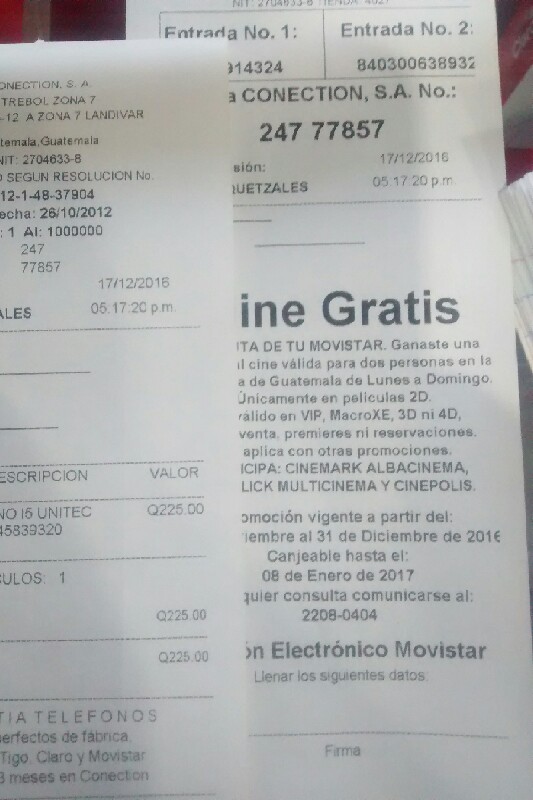 ONECTION, S. A.
TREBOL ZONA 7
-12 A ZONA 7 LANDIVAR
temala, Guatemala
NIT: 2704633-8
O SEGUN RESOLUCION No.
12-1-48-37904
echa: 26/10/2012
: 1 Al: 1000000
247
77857
17/12/2016
ALES 05:17:20 p.m.
ESCRIPCION VALOR
NO I6 UNITEC Q225.00
45839320
CULOS: 1
Q225.00
Q225.00
TIA TELEFONOS
perfectos de fábrica,
Tigo, Claro y Movistar
3 meses en Conection
NIT: 2704633-8 TIENDA: 4027
Entrada No. 1: Entrada No. 2:
914324 840300638932
a CONECTION, S.A. No.:
247 77857
sión: 17/12/2016
QUETZALES 05:17:20 p.m.
ine Gratis
ITA DE TU MOVISTAR. Ganaste una
al cine válida para dos personas en la
a de Guatemala de Lunes a Domingo.
Únicamente en peliculas 2D.
válido en VIP, MacroXE, 3D ni 4D,
venta, premieres ni reservaciones.
aplica con otras promociones.
ICIPA: CINEMARK ALBACINEMA,
LICK MULTICINEMA Y CINEPOLIS.
omoción vigente a partir del:
iembre al 31 de Diciembre de 2016
Canjeable hasta el:
08 de Enero de 2017
quier consulta comunicarse al:
2208-0404
ón Electrónico Movistar
Llenar los siguientes datos:
Firma